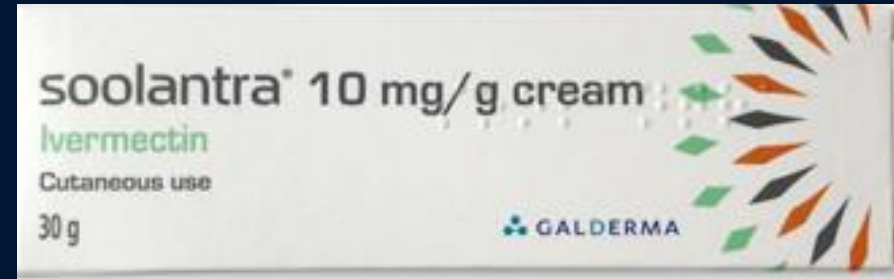 soolantra® 10 mg/g cream
Ivermectin
Cutaneous use
30 g
GALDERMA